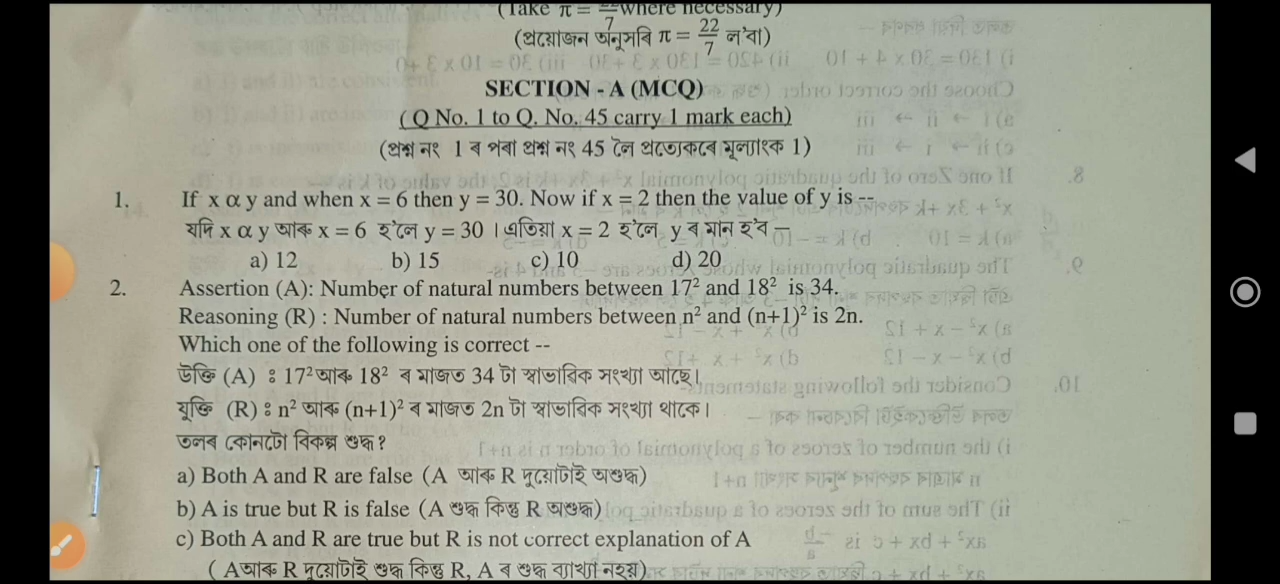 (Take π = 22/7 where necessary)
(প্ৰয়োজন অনুসৰি π = 22/7 ল'বা)
SECTION - A (MCQ)
( Q No. 1 to Q. No. 45 carry 1 mark each)
(প্ৰশ্ন নং 1 ৰ পৰা প্ৰশ্ন নং 45 লৈ প্ৰত্যেকৰে মূল্যাংক 1)
1. If x α y and when x = 6 then y = 30. Now if x = 2 then the value of y is --
যদি x α y আৰু x = 6 হ'লে y = 30 । এতিয়া x = 2 হ'লে y ৰ মান হ'ব —
a) 12 b) 15 c) 10 d) 20
2. Assertion (A): Number of natural numbers between 17² and 18² is 34.
Reasoning (R) : Number of natural numbers between n² and (n+1)² is 2n.
Which one of the following is correct --
উক্তি (A) ঃ 17² আৰু 18² ৰ মাজত 34 টা স্বাভাৱিক সংখ্যা আছে।
যুক্তি (R) ঃ n² আৰু (n+1)² ৰ মাজত 2n টা স্বাভাৱিক সংখ্যা থাকে।
তলৰ কোনটো বিকল্প শুদ্ধ ?
a) Both A and R are false (A আৰু R দুয়োটাই অশুদ্ধ)
b) A is true but R is false (A শুদ্ধ কিন্তু R অশুদ্ধ)
c) Both A and R are true but R is not correct explanation of A
( A আৰু R দুয়োটাই শুদ্ধ কিন্তু R, A ৰ শুদ্ধ ব্যাখ্যা নহয়)